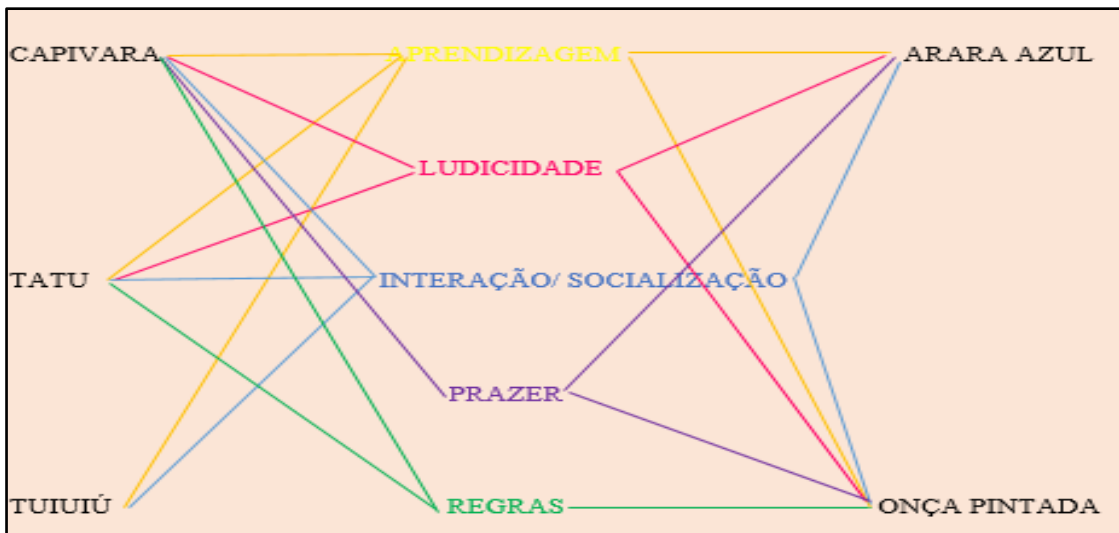 CAPIVARA
APRENDIZAGEM
ARARA AZUL
LUDICIDADE
TATU
INTERAÇÃO/ SOCIALIZAÇÃO
PRAZER
TUIUIÚ
REGRAS
ONÇA PINTADA